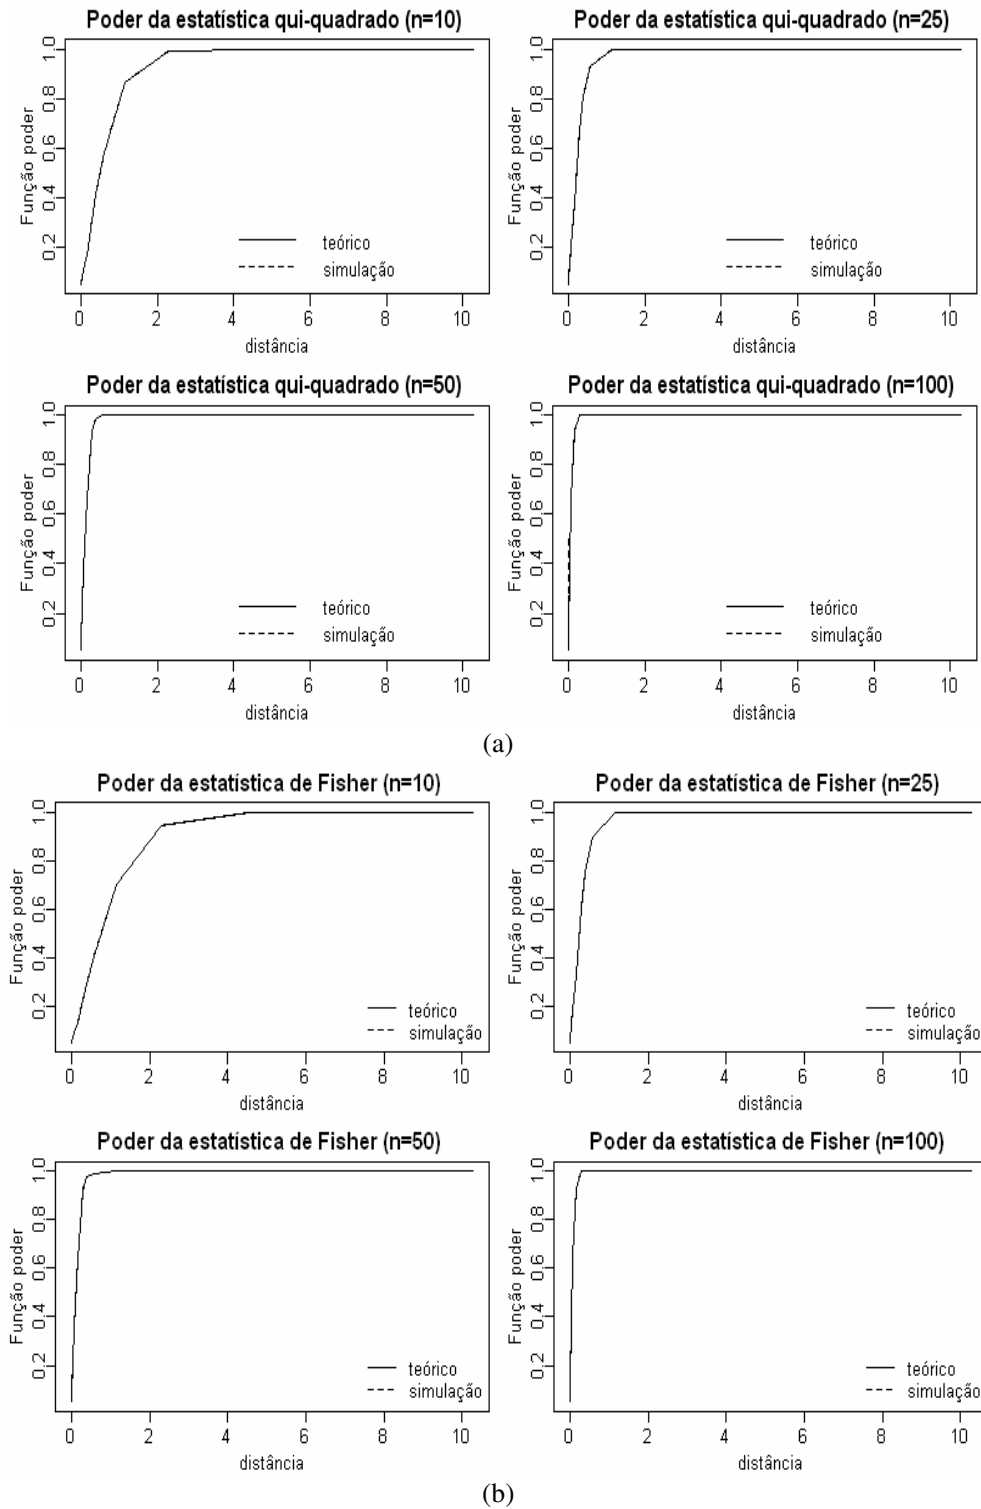 Poder da estatística qui-quadrado (n=10)
Função poder
0.2 0.4 0.6 0.8 1.0
teórico
simulação
0 2 4 6 8 10
distância
Poder da estatística qui-quadrado (n=25)
Função poder
0.2 0.4 0.6 0.8 1.0
teórico
simulação
0 2 4 6 8 10
distância
Poder da estatística qui-quadrado (n=50)
Função poder
0.2 0.4 0.6 0.8 1.0
teórico
simulação
0 2 4 6 8 10
distância
Poder da estatística qui-quadrado (n=100)
Função poder
0.2 0.4 0.6 0.8 1.0
teórico
simulação
0 2 4 6 8 10
distância
(a)
Poder da estatística de Fisher (n=10)
Função poder
0.2 0.4 0.6 0.8 1.0
teórico
simulação
0 2 4 6 8 10
distância
Poder da estatística de Fisher (n=25)
Função poder
0.2 0.4 0.6 0.8 1.0
teórico
simulação
0 2 4 6 8 10
distância
Poder da estatística de Fisher (n=50)
Função poder
0.2 0.4 0.6 0.8 1.0
teórico
simulação
0 2 4 6 8 10
distância
Poder da estatística de Fisher (n=100)
Função poder
0.2 0.4 0.6 0.8 1.0
teórico
simulação
0 2 4 6 8 10
distância
(b)